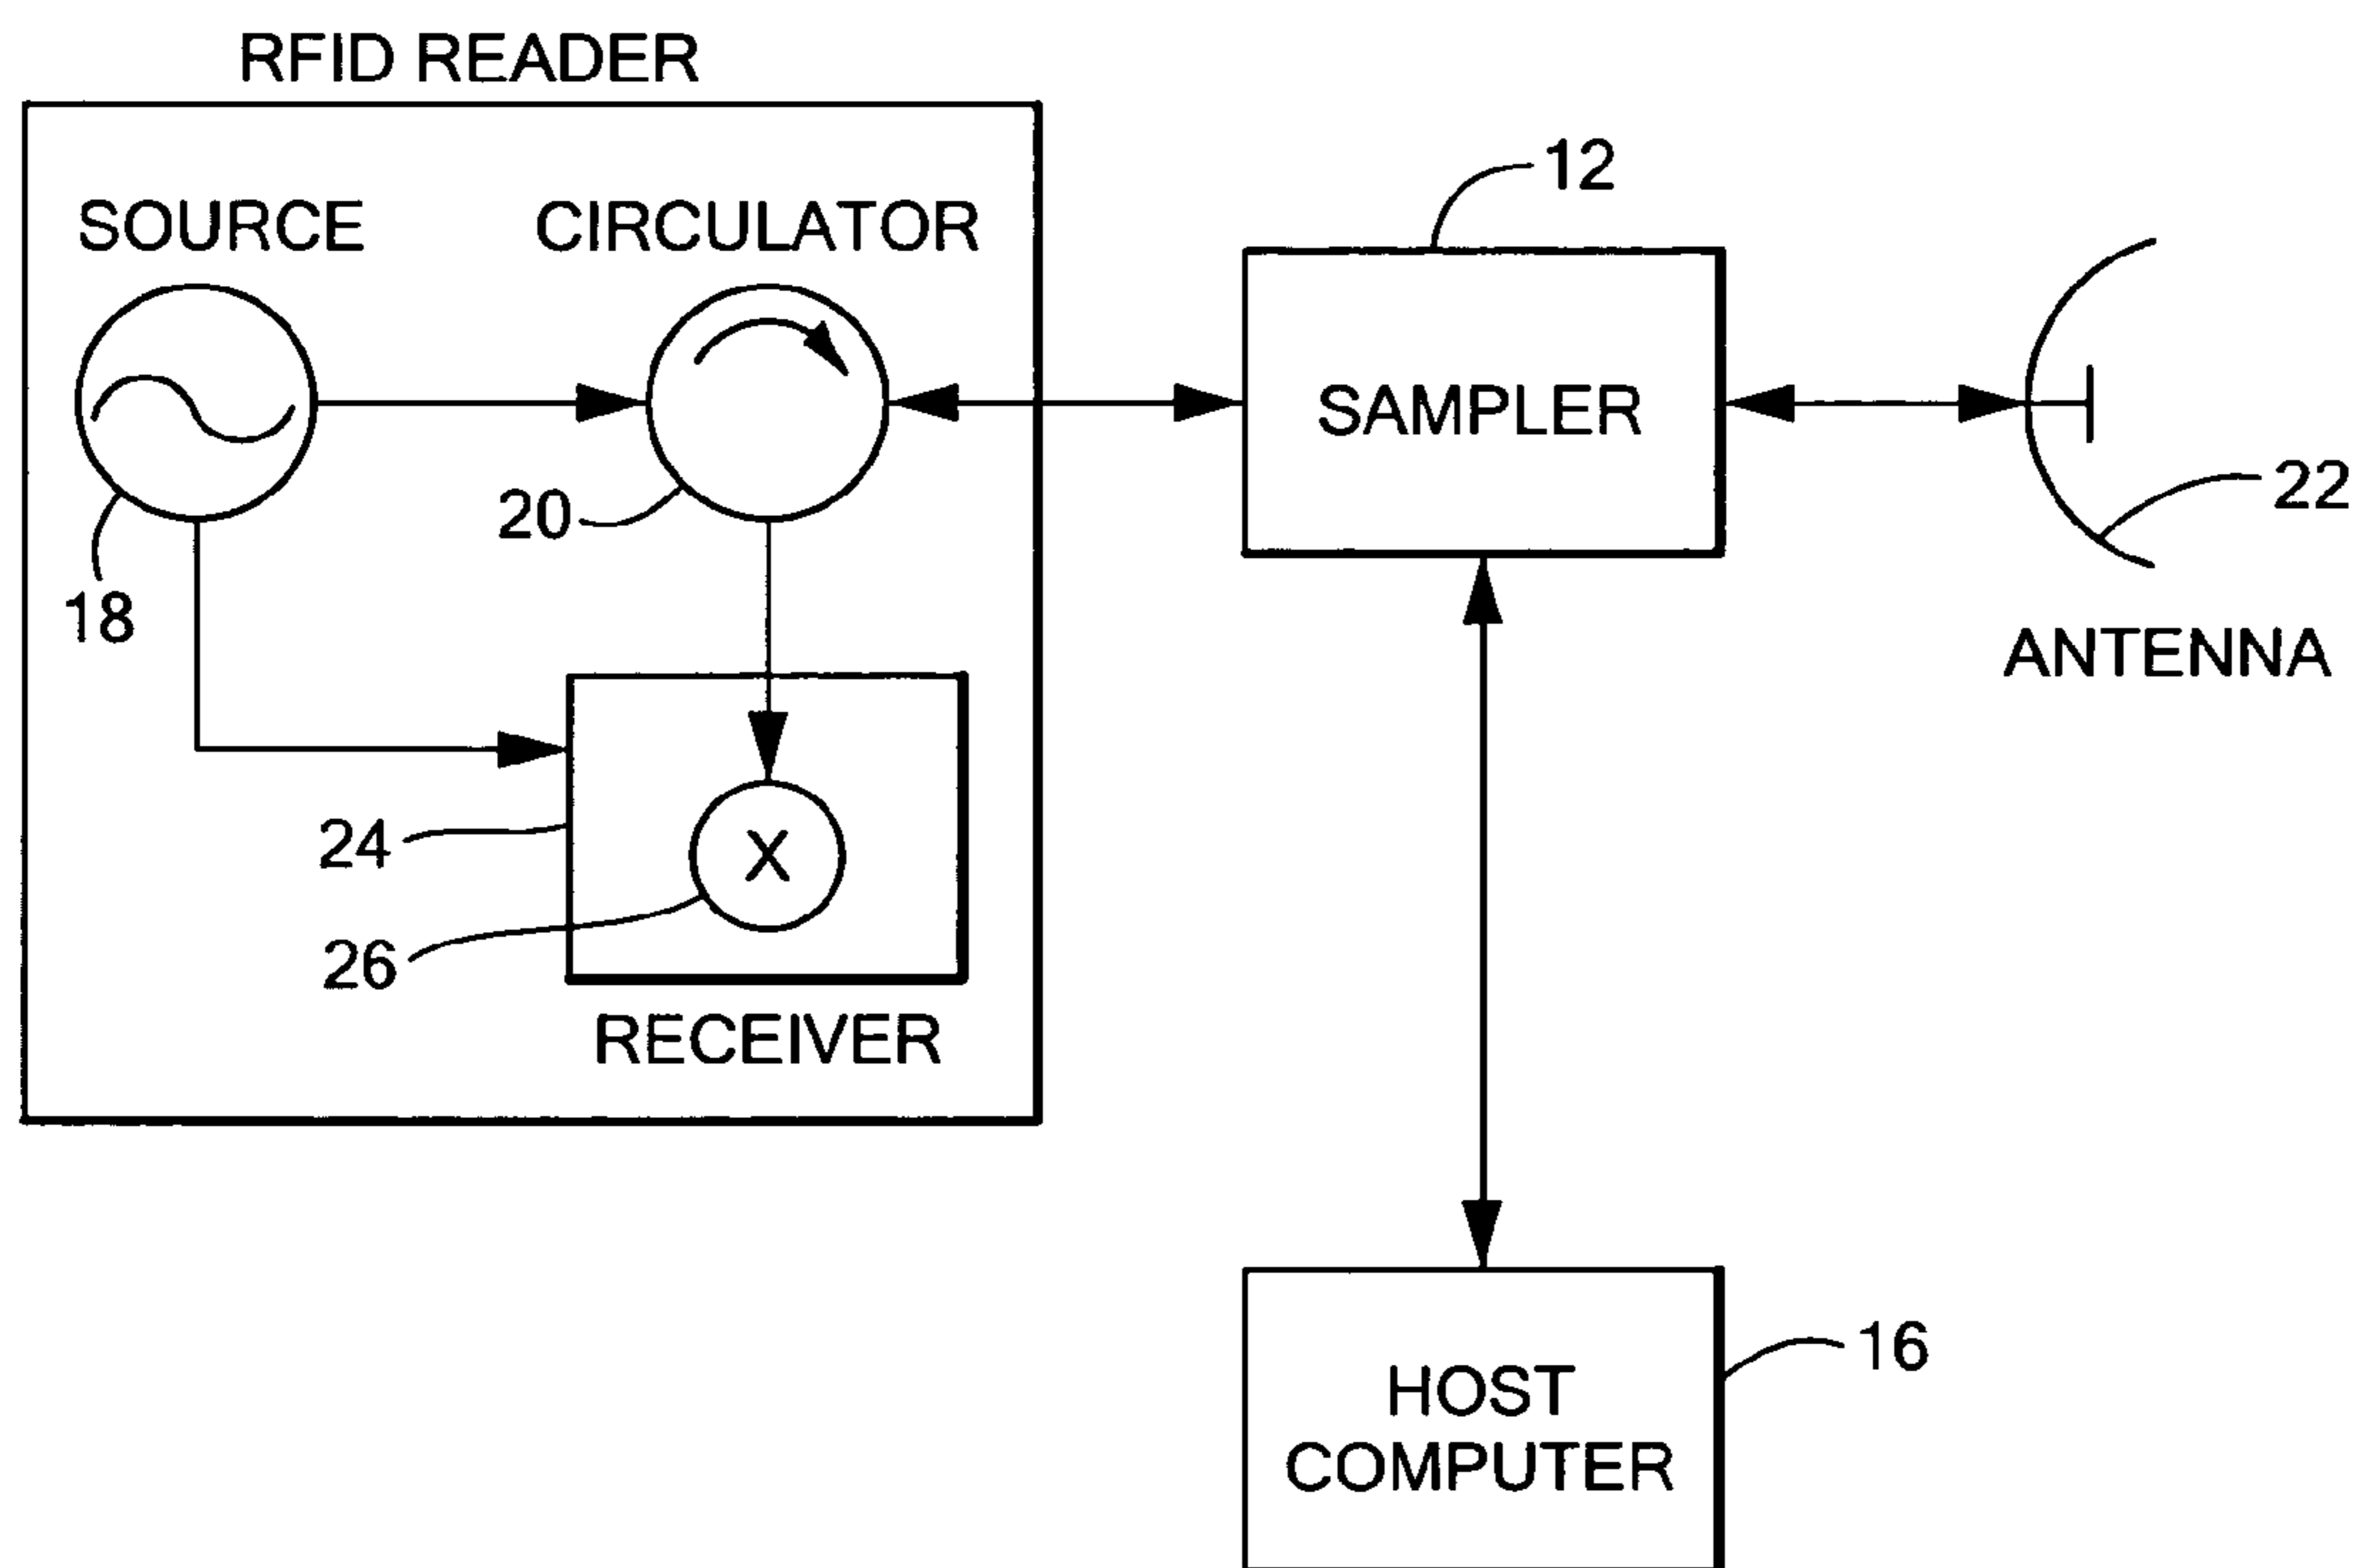 RFID READER
12
SOURCE
CIRCULATOR
SAMPLER
22
20
18
ANTENNA
24
X
26
RECEIVER
16
HOST
COMPUTER